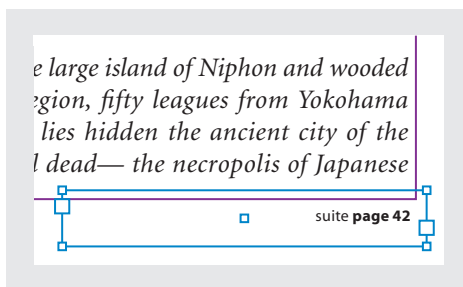 large island of Niphon and wooded
fifty leagues from Yokohama
lies hidden the ancient city of the
dead— the necropolis of Japanese
suite page 42